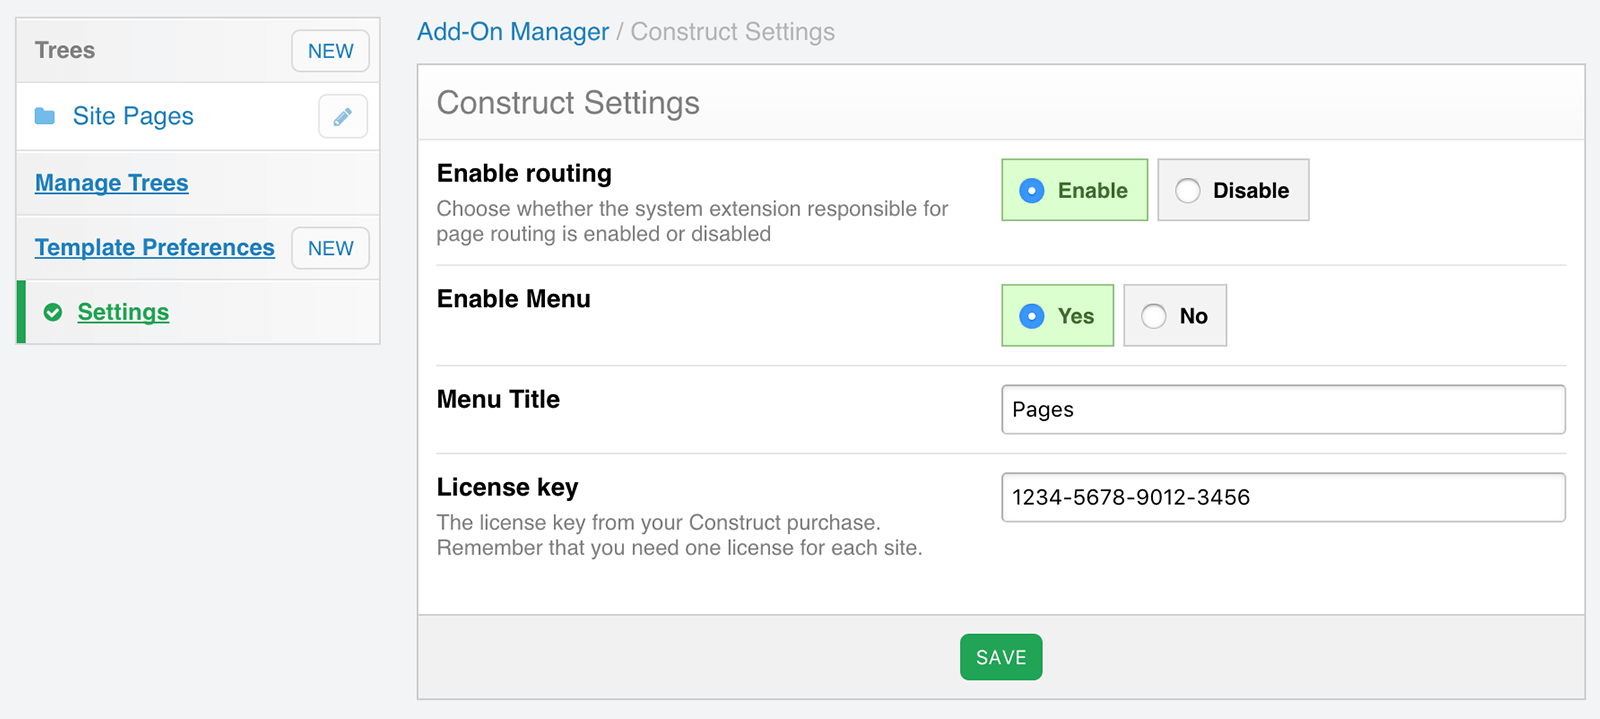 Trees
NEW
Site Pages
Manage Trees
Template Preferences
NEW
Settings
Add-On Manager / Construct Settings
Construct Settings
Enable routing
Choose whether the system extension responsible for
page routing is enabled or disabled
Enable
Disable
Enable Menu
Yes
No
Menu Title
Pages
License key
The license key from your Construct purchase.
Remember that you need one license for each site.
1234-5678-9012-3456
SAVE